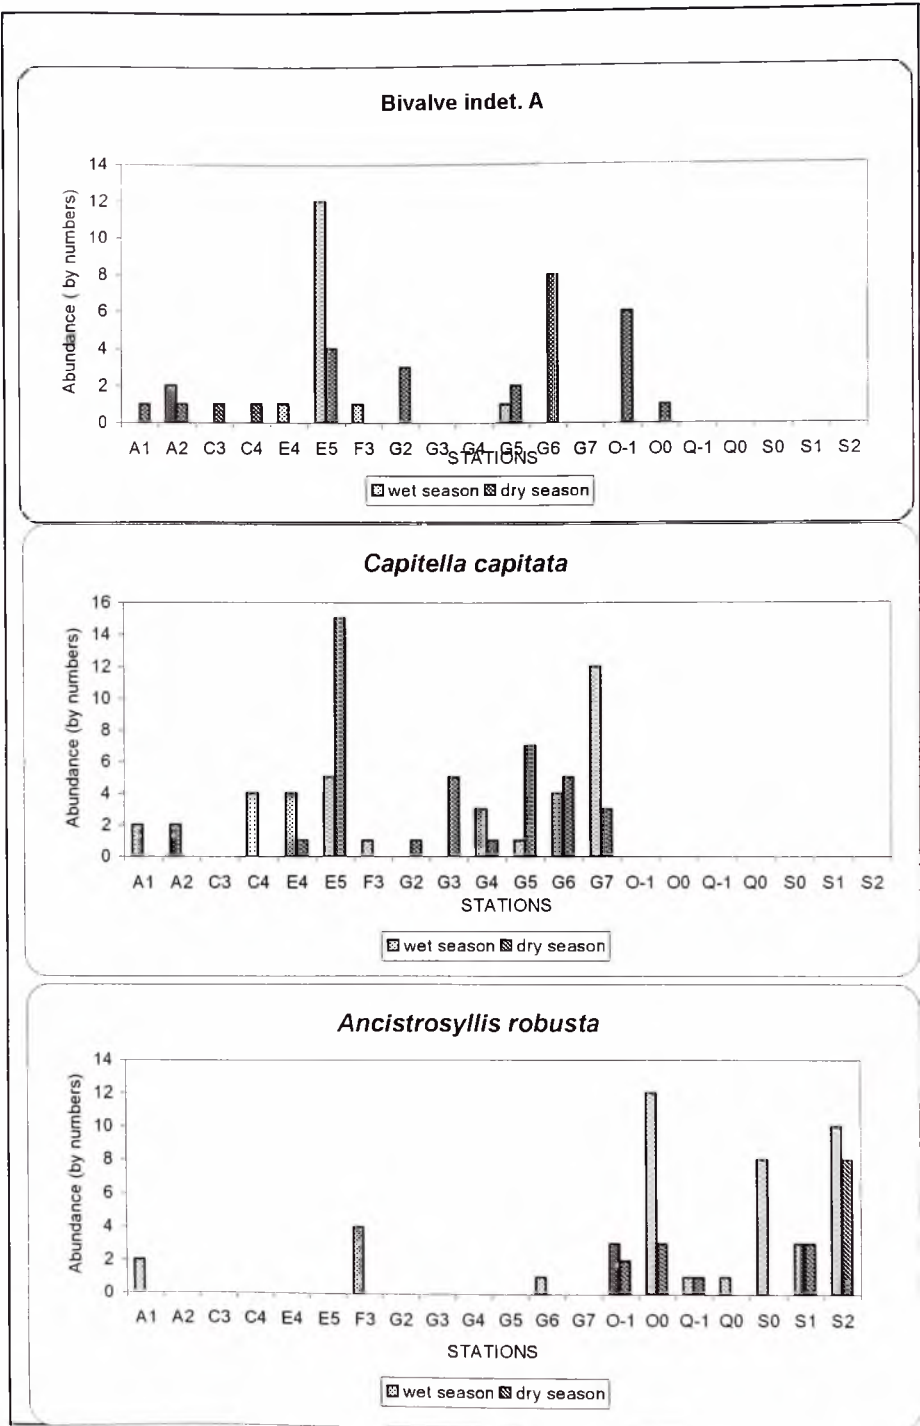 Bivalve indet. A
Abundance ( by numbers)
14
12
10
8
6
4
2
0
A1 A2 C3 C4 E4 E5 F3 G2 G3 G4 G5 G6 G7 O-1 O0 Q-1 Q0 S0 S1 S2
STATIONS
wet season dry season
Capitella capitata
Abundance (by numbers)
16
14
12
10
8
6
4
2
0
A1 A2 C3 C4 E4 E5 F3 G2 G3 G4 G5 G6 G7 O-1 O0 Q-1 Q0 S0 S1 S2
STATIONS
wet season dry season
Ancistrosyllis robusta
Abundance (by numbers)
14
12
10
8
6
4
2
0
A1 A2 C3 C4 E4 E5 F3 G2 G3 G4 G5 G6 G7 O-1 O0 Q-1 Q0 S0 S1 S2
STATIONS
wet season dry season